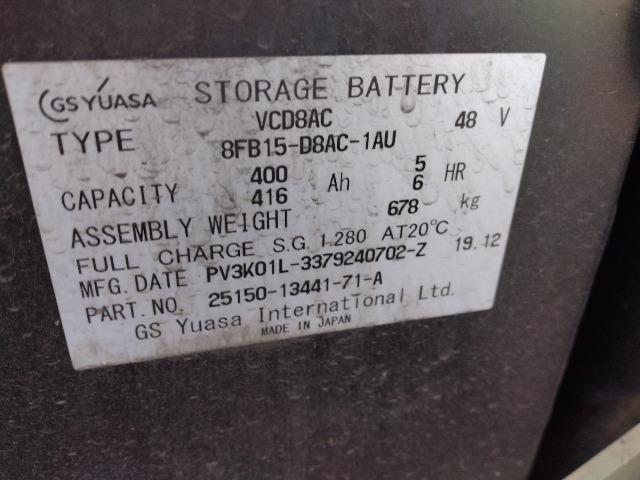 GS YUASA STORAGE BATTERY
TYPE VCD8AC 48 V
8FB15-D8AC-1AU
CAPACITY 400 Ah 5 HR
416 6
ASSEMBLY WEIGHT 678 kg
FULL CHARGE S.G. 1.280 AT 20°C
MFG. DATE PV3K01L-3379240702-Z 19.12
PART. NO. 25150-13441-71-A
GS Yuasa International Ltd.
MADE IN JAPAN